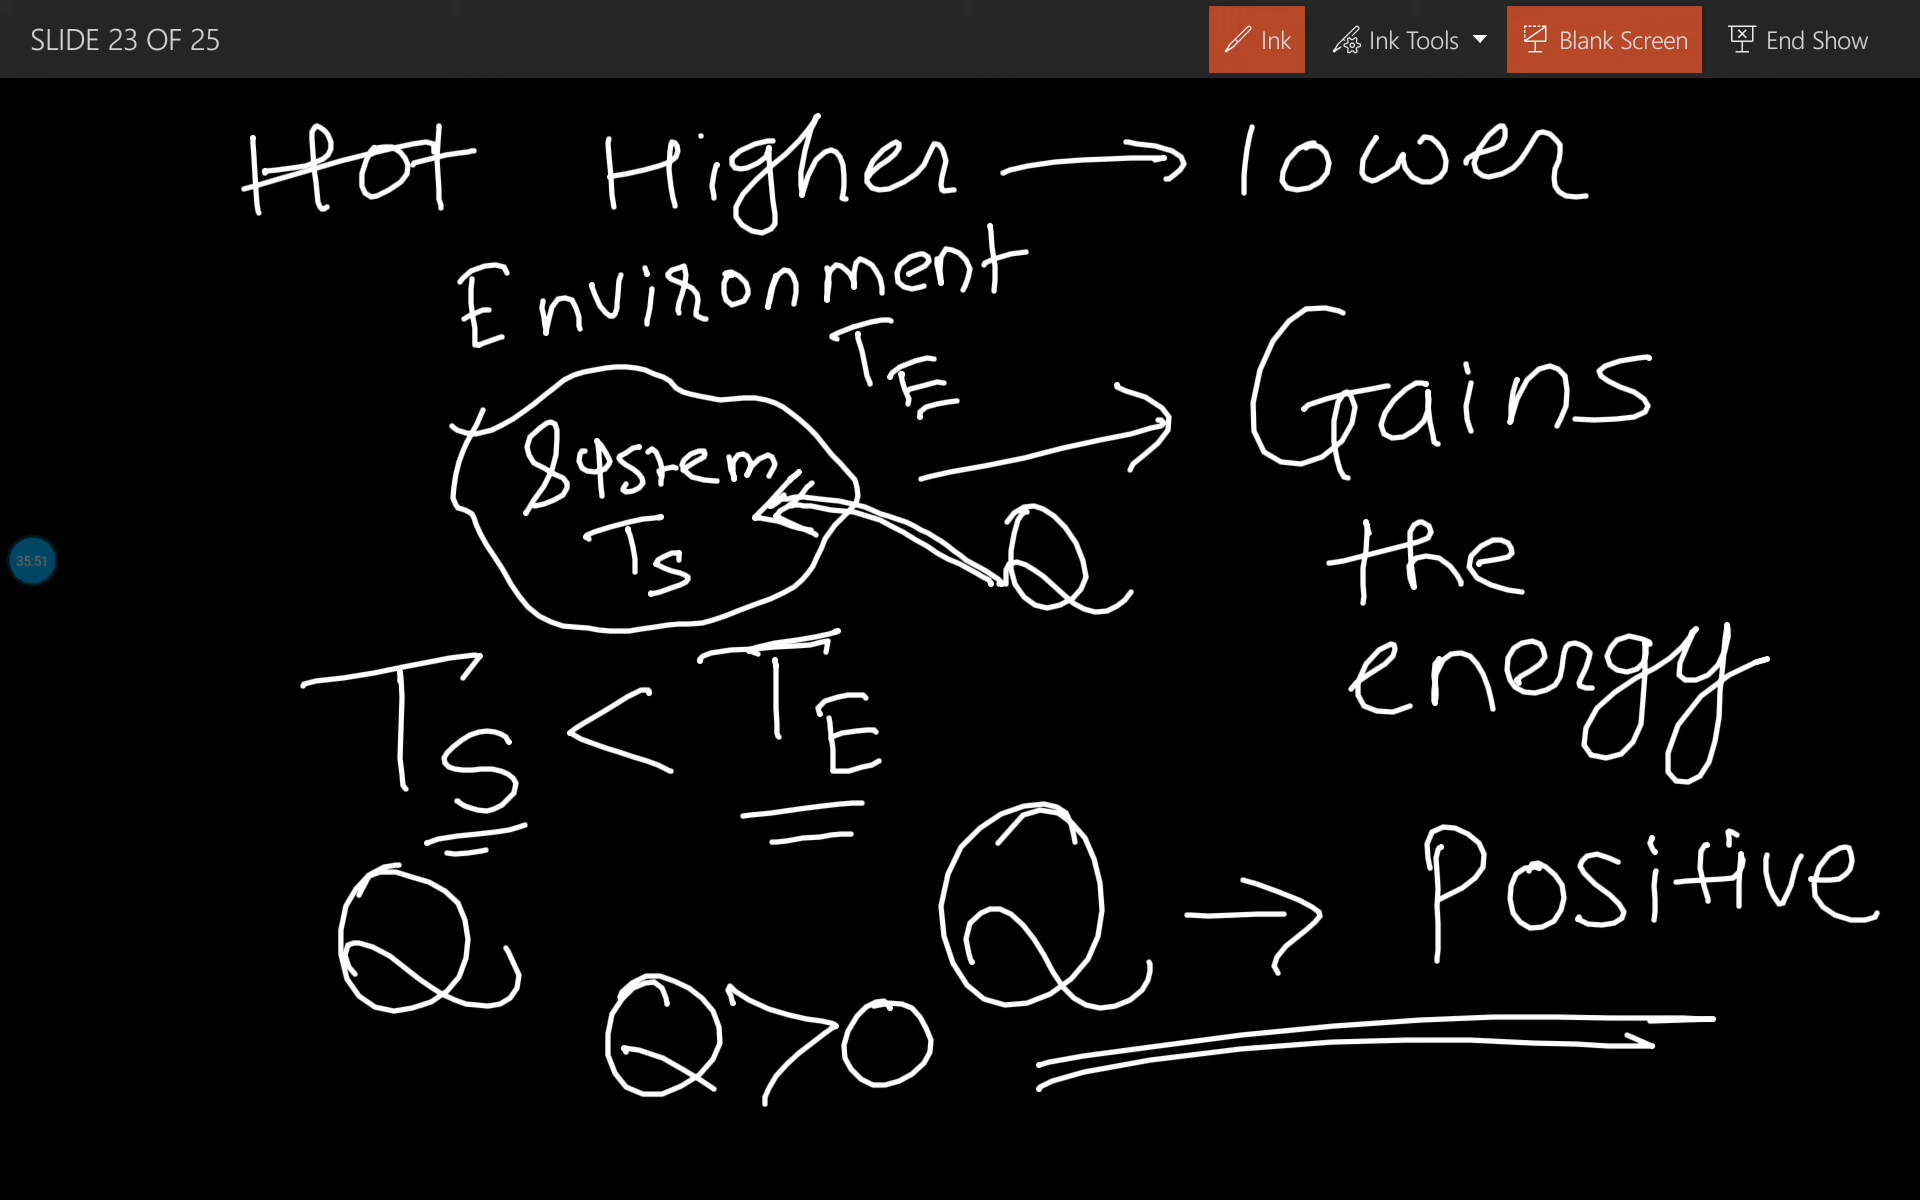 SLIDE 23 OF 25
Ink
Ink Tools
Blank Screen
End Show
Hot Higher → lower
Environment
TE
System
Ts
Q
→ Gains
the
energy
35:51
Ts < TE
Q
Q → Positive
Q > 0